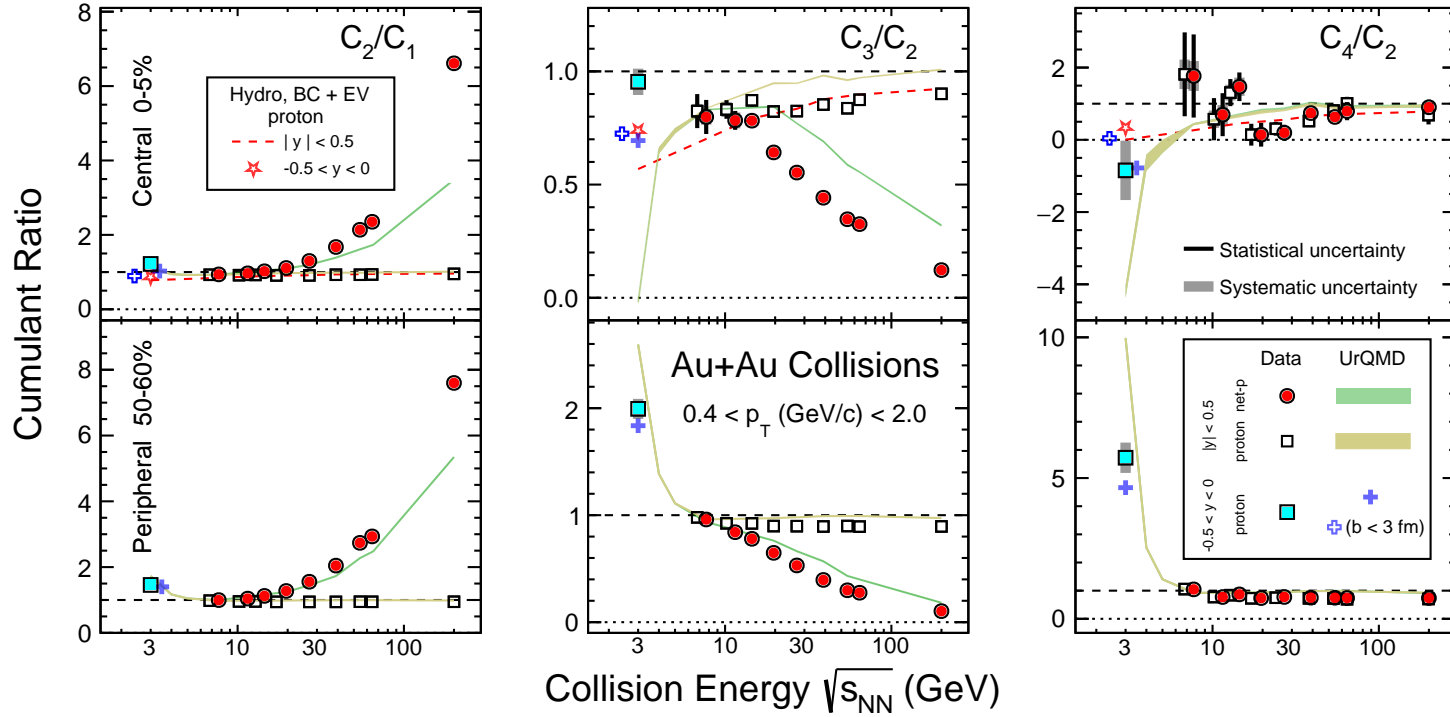 Cumulant Ratio
Central 0-5%
Peripheral 50-60%
C2/C1
8
6
4
2
1
0
Hydro, BC + EV
proton
| y | < 0.5
-0.5 < y < 0
C3/C2
1.0
0.5
0.0
C4/C2
2
1
0
−2
−4
Statistical uncertainty
Systematic uncertainty
8
6
4
2
1
0
3 10 30 100
Au+Au Collisions
0.4 < pT (GeV/c) < 2.0
2
1
0
3 10 30 100
10
5
1
0
Data UrQMD
|y| < 0.5
net-p
proton
-0.5 < y < 0
proton
(b < 3 fm)
3 10 30 100
Collision Energy √sNN (GeV)